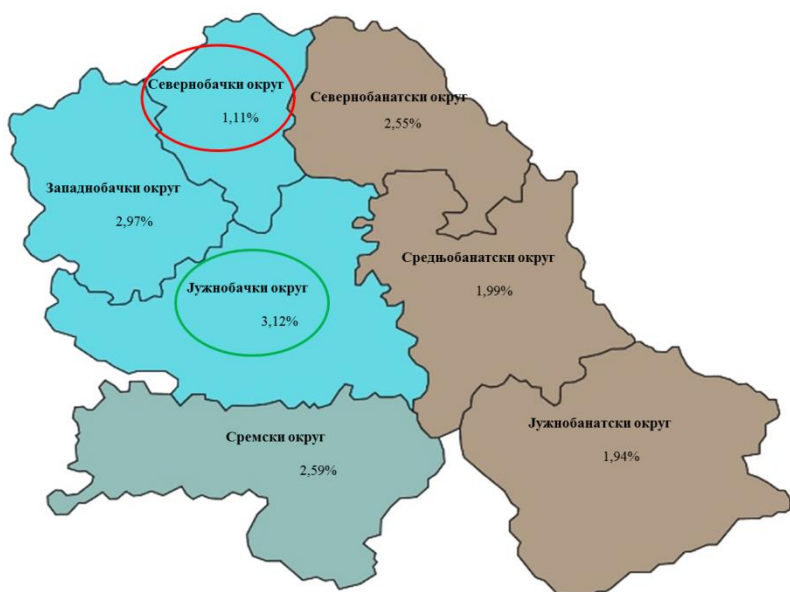 Севернобачки округ
1,11%
Севернобанатски округ
2,55%
Западнобачки округ
2,97%
Средњобанатски округ
1,99%
Јужнобачки округ
3,12%
Јужнобанатски округ
1,94%
Сремски округ
2,59%